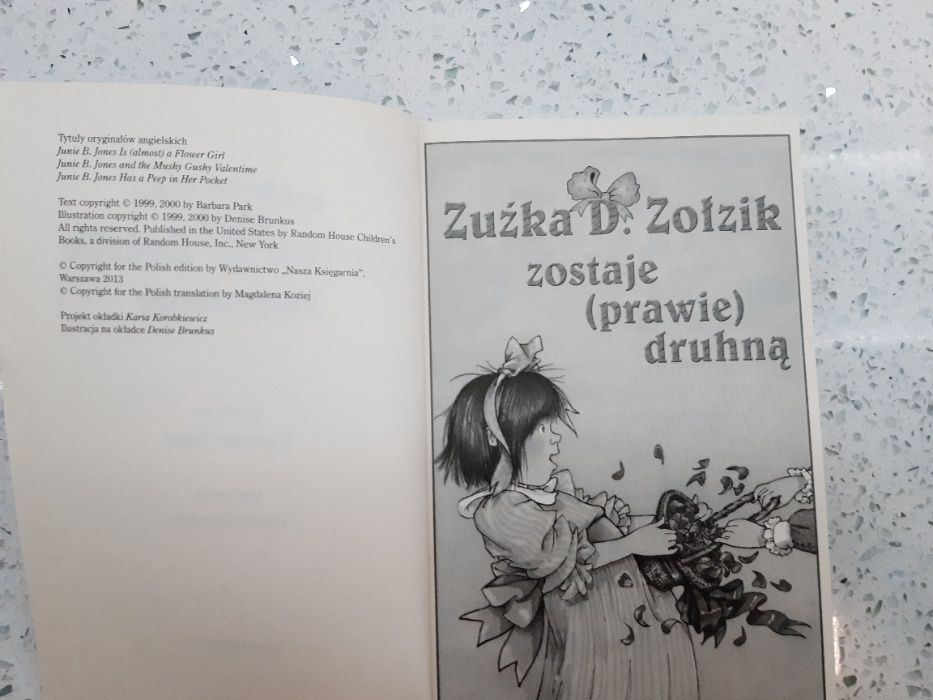 Tytuły oryginałów angielskich
Junie B. Jones Is (almost) a Flower Girl
Junie B. Jones and the Mushy Gushy Valentime
Junie B. Jones Has a Peep in Her Pocket
Text copyright © 1999, 2000 by Barbara Park
Illustration copyright © 1999, 2000 by Denise Brunkus
All rights reserved. Published in the United States by Random House Children's
Books, a division of Random House, Inc., New York
© Copyright for the Polish edition by Wydawnictwo „Nasza Księgarnia”,
Warszawa 2013
© Copyright for the Polish translation by Magdalena Koziej
Projekt okładki Karia Korobkiewicz
Ilustracja na okładce Denise Brunkus
Zuźka D. Zołzik
zostaje
(prawie)
druhną